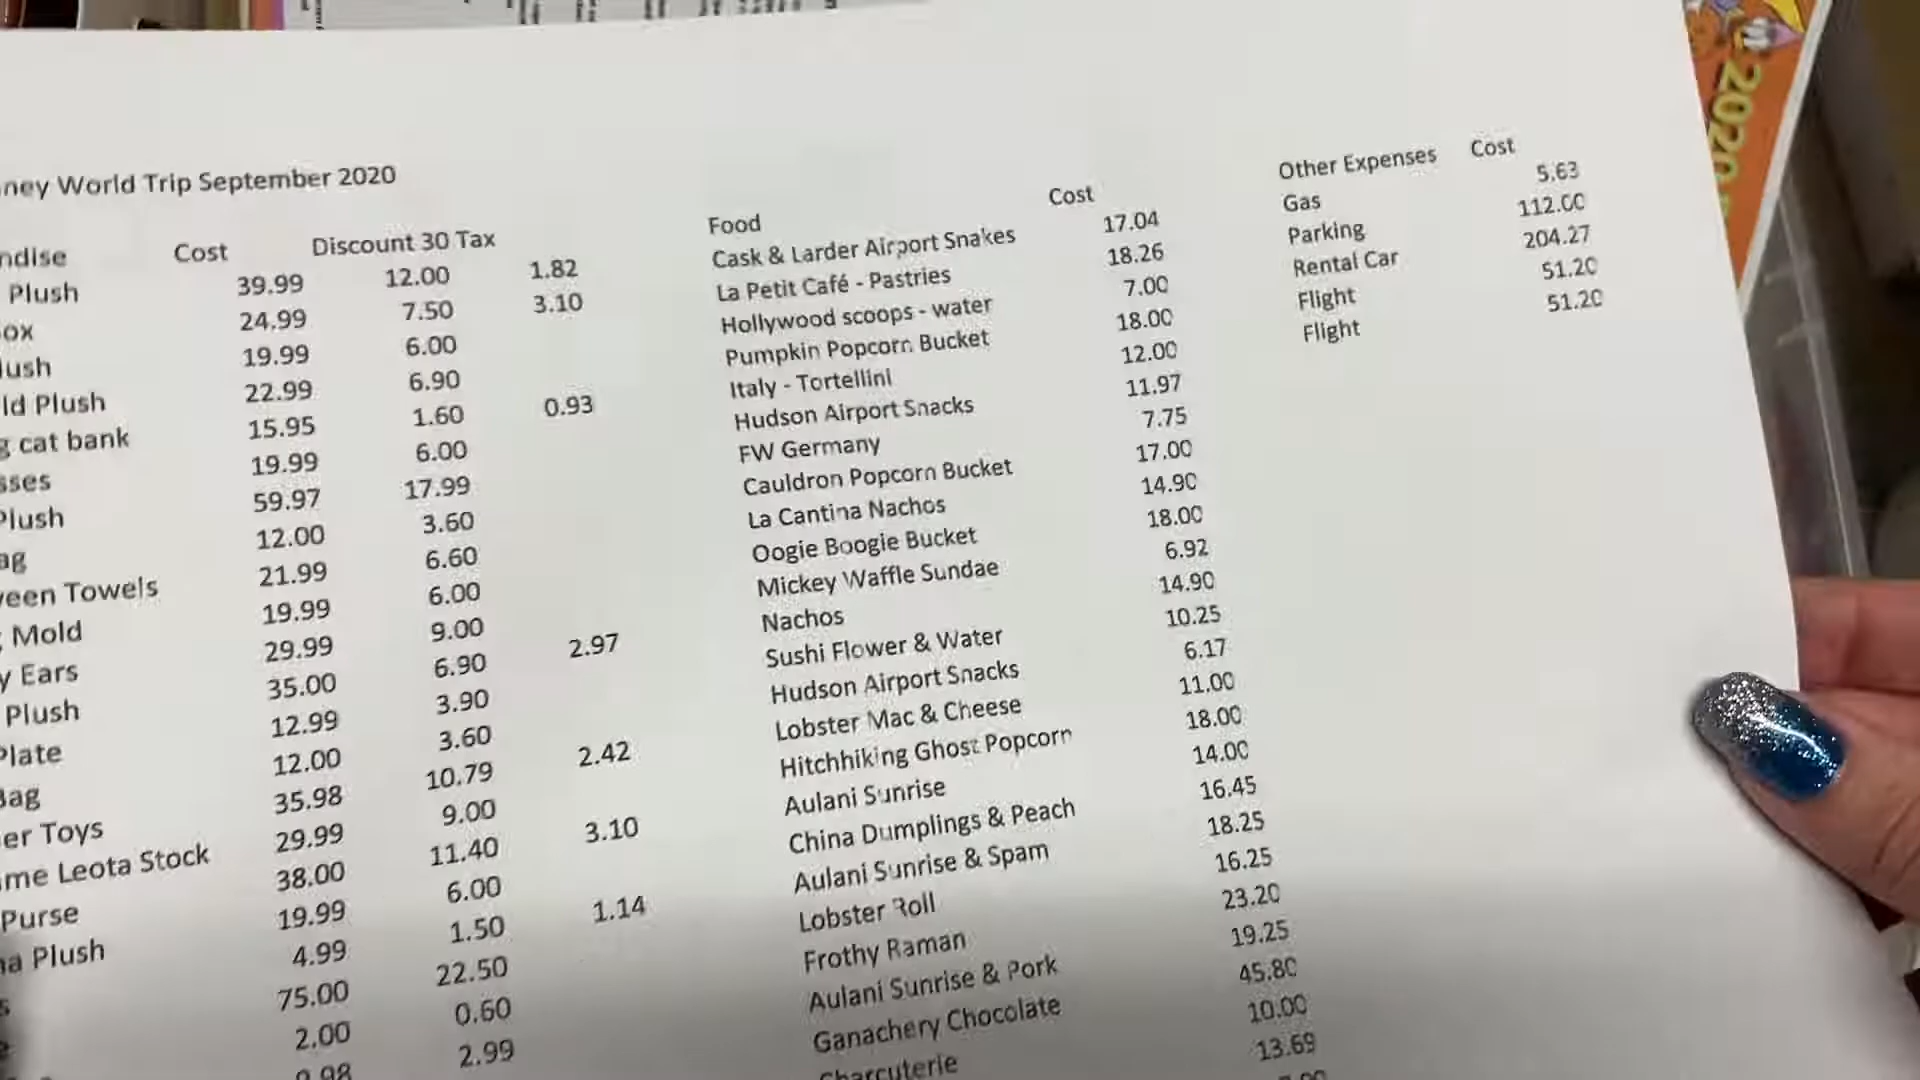 ney World Trip September 2020
ndise Cost Discount 30 Tax
Plush 39.99 12.00 1.82
ox 24.99 7.50 3.10
lush 19.99 6.00
ld Plush 22.99 6.90
g cat bank 15.95 1.60 0.93
sses 19.99 6.00
Plush 59.97 17.99
ag 12.00 3.60
een Towels 21.99 6.60
Mold 19.99 6.00
y Ears 29.99 9.00
Plush 35.00 6.90 2.97
Plate 12.99 3.90
Bag 12.00 3.60
er Toys 35.98 10.79 2.42
me Leota Stock 29.99 9.00
Purse 38.00 11.40 3.10
a Plush 19.99 6.00
s 4.99 1.50 1.14
75.00 22.50
2.00 0.60
9.98 2.99
Food Cost
Cask & Larder Airport Snakes 17.04
La Petit Café - Pastries 18.26
Hollywood scoops - water 7.00
Pumpkin Popcorn Bucket 18.00
Italy - Tortellini 12.00
Hudson Airport Snacks 11.97
FW Germany 7.75
Cauldron Popcorn Bucket 17.00
La Cantina Nachos 14.90
Oogie Boogie Bucket 18.00
Mickey Waffle Sundae 6.92
Nachos 14.90
Sushi Flower & Water 10.25
Hudson Airport Snacks 6.17
Lobster Mac & Cheese 11.00
Hitchhiking Ghost Popcorn 18.00
Aulani Sunrise 14.00
China Dumplings & Peach 16.45
Aulani Sunrise & Spam 18.25
Lobster Roll 16.25
Frothy Raman 23.20
Aulani Sunrise & Pork 19.25
Ganachery Chocolate 45.80
Charcuterie 10.00
13.69
Other Expenses Cost
Gas 5.63
Parking 112.00
Rental Car 204.27
Flight 51.20
Flight 51.20
2020